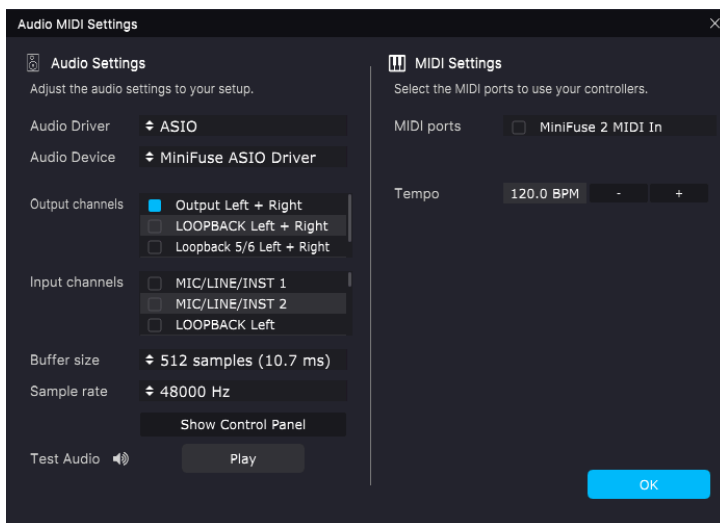 Audio MIDI Settings
Audio Settings
Adjust the audio settings to your setup.
Audio Driver
ASIO
Audio Device
MiniFuse ASIO Driver
Output channels
Output Left + Right
LOOPBACK Left + Right
Loopback 5/6 Left + Right
Input channels
MIC/LINE/INST 1
MIC/LINE/INST 2
LOOPBACK Left
Buffer size
512 samples (10.7 ms)
Sample rate
48000 Hz
Show Control Panel
Test Audio
Play
MIDI Settings
Select the MIDI ports to use your controllers.
MIDI ports
MiniFuse 2 MIDI In
Tempo
120.0 BPM - +
OK